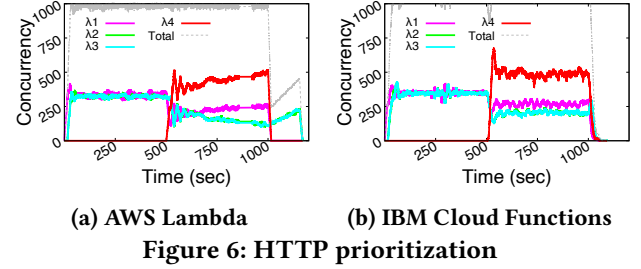 1000
750
500
250
0
Concurrency
λ1
λ2
λ3
λ4
Total
250
500
750
1000
Time (sec)
(a) AWS Lambda
1000
750
500
250
0
Concurrency
λ1
λ2
λ3
λ4
Total
250
500
750
1000
Time (sec)
(b) IBM Cloud Functions
Figure 6: HTTP prioritization